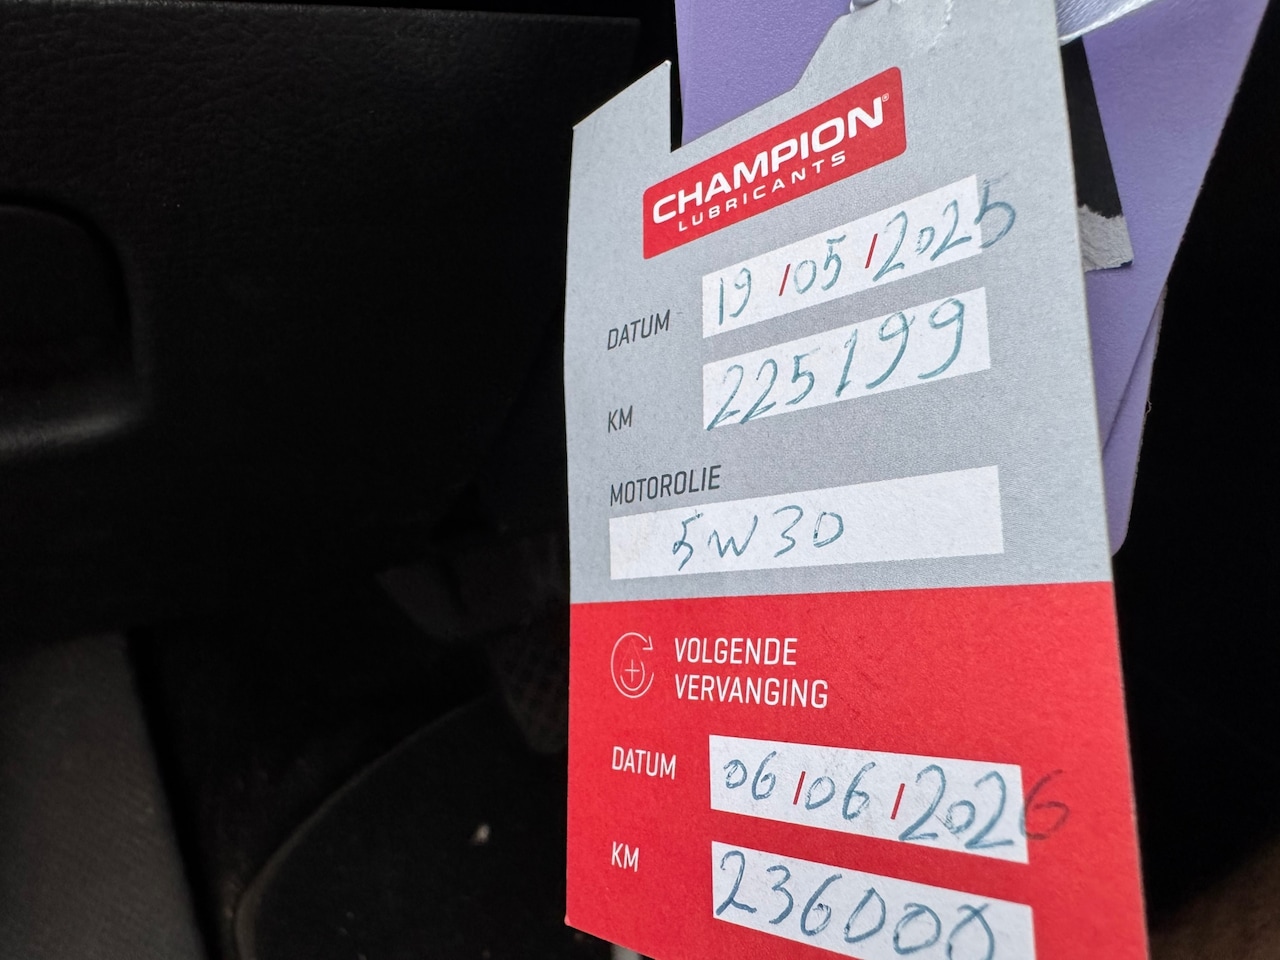 CHAMPION®
LUBRICANTS
DATUM 19/05/2025
KM 225199
MOTOROLIE
5W30
VOLGENDE
VERVANGING
DATUM 06/06/2026
KM 236000